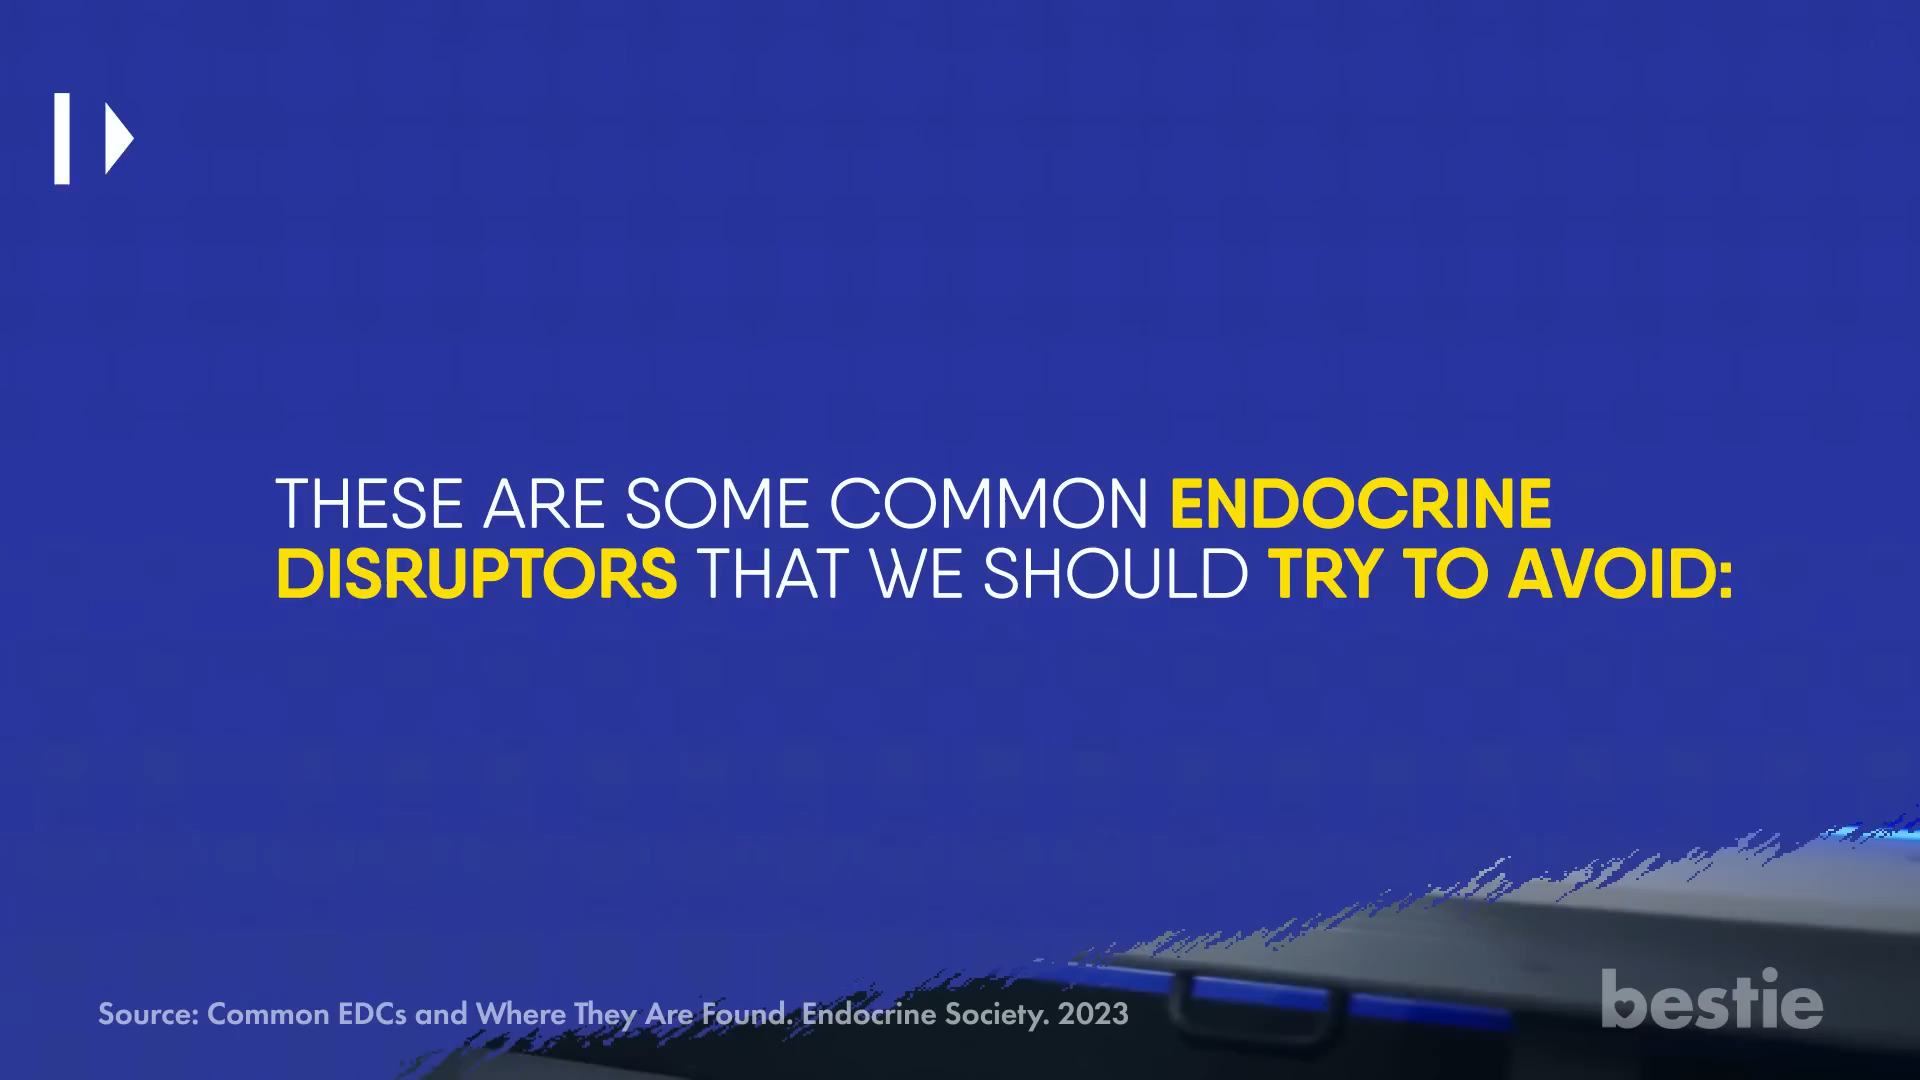 THESE ARE SOME COMMON ENDOCRINE
DISRUPTORS THAT WE SHOULD TRY TO AVOID:
Source: Common EDCs and Where They Are Found. Endocrine Society. 2023
bestie